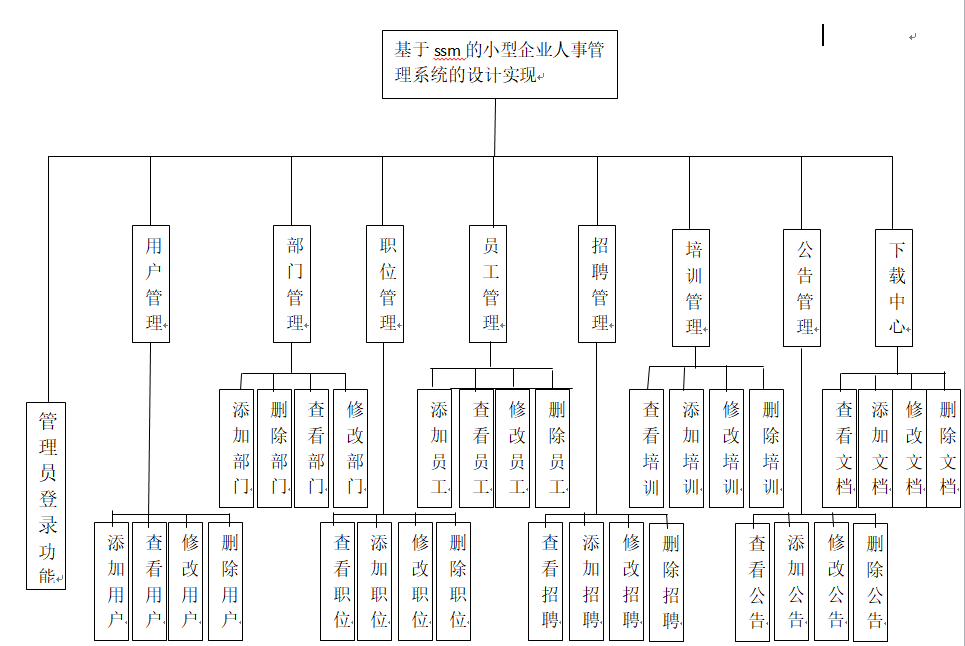 基于 ssm 的小型企业人事管
理系统的设计实现
用户管理
部门管理
职位管理
员工管理
招聘管理
培训管理
公告管理
下载中心
管理员登录功能
添加部门
删除部门
查看部门
修改部门
添加员工
查看员工
修改员工
删除员工
查看培训
添加培训
修改培训
删除培训
查看文档
添加文档
修改文档
删除文档
添加用户
查看用户
修改用户
删除用户
查看职位
添加职位
修改职位
删除职位
查看招聘
添加招聘
修改招聘
删除招聘
查看公告
添加公告
修改公告
删除公告